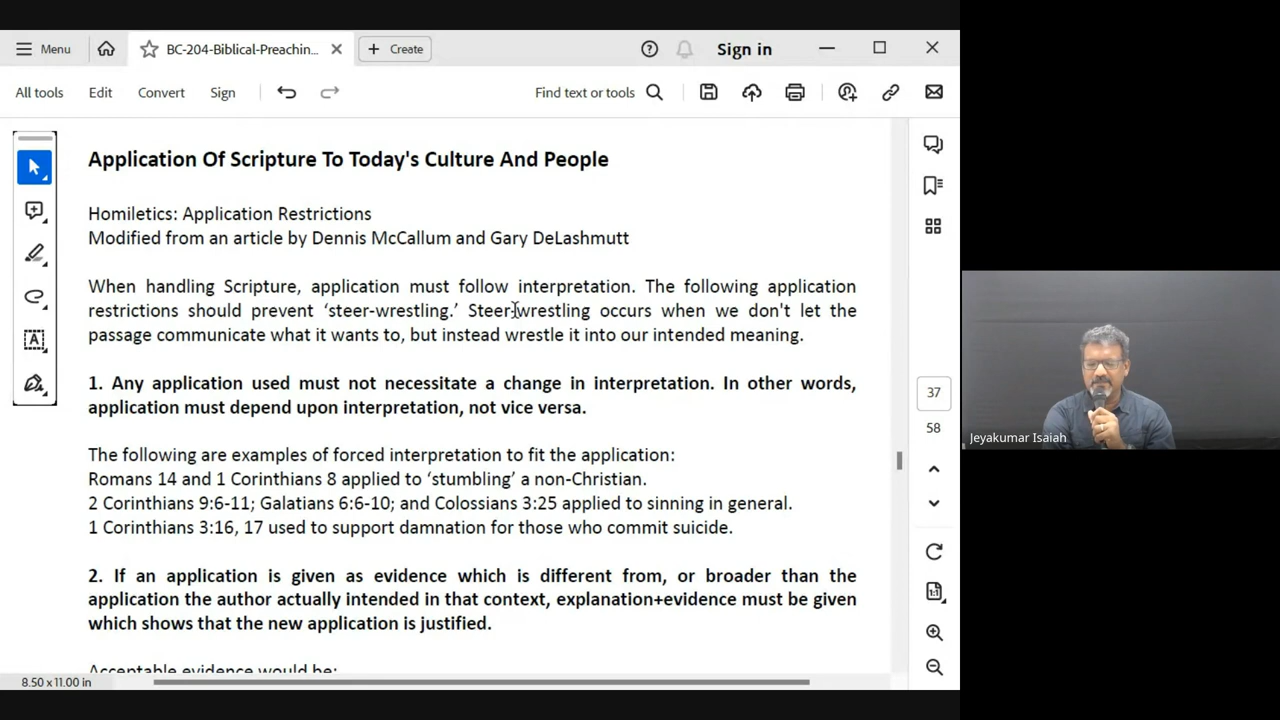 Menu
BC-204-Biblical-Preachin...
Create
Sign in
All tools
Edit
Convert
Sign
Find text or tools
Application Of Scripture To Today's Culture And People
Homiletics: Application Restrictions
Modified from an article by Dennis McCallum and Gary DeLashmutt
When handling Scripture, application must follow interpretation. The following application
restrictions should prevent ‘steer-wrestling.’ Steer-wrestling occurs when we don't let the
passage communicate what it wants to, but instead wrestle it into our intended meaning.
1. Any application used must not necessitate a change in interpretation. In other words,
application must depend upon interpretation, not vice versa.
The following are examples of forced interpretation to fit the application:
Romans 14 and 1 Corinthians 8 applied to ‘stumbling’ a non-Christian.
2 Corinthians 9:6-11; Galatians 6:6-10; and Colossians 3:25 applied to sinning in general.
1 Corinthians 3:16, 17 used to support damnation for those who commit suicide.
2. If an application is given as evidence which is different from, or broader than the
application the author actually intended in that context, explanation+evidence must be given
which shows that the new application is justified.
Acceptable evidence would be:
8.50 x 11.00 in
37
58
1:1
Jeyakumar Isaiah